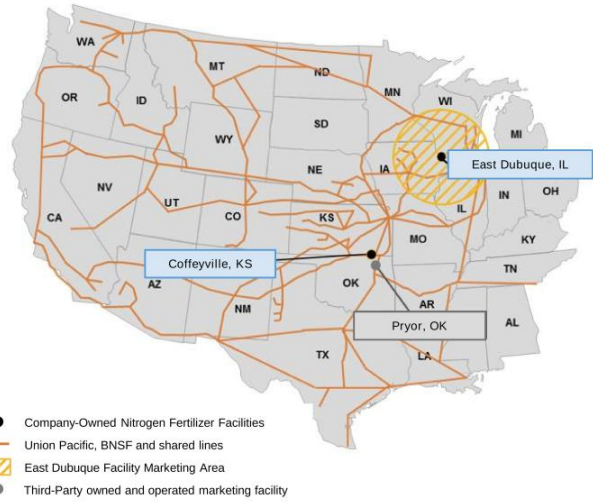 WA
MT
ND
MN
OR
ID
WI
SD
MI
WY
East Dubuque, IL
NE
IA
NV
UT
IN
OH
CO
KS
IL
CA
MO
KY
Coffeyville, KS
TN
AZ
OK
NM
AR
Pryor, OK
AL
TX
LA
Company-Owned Nitrogen Fertilizer Facilities
Union Pacific, BNSF and shared lines
East Dubuque Facility Marketing Area
Third-Party owned and operated marketing facility